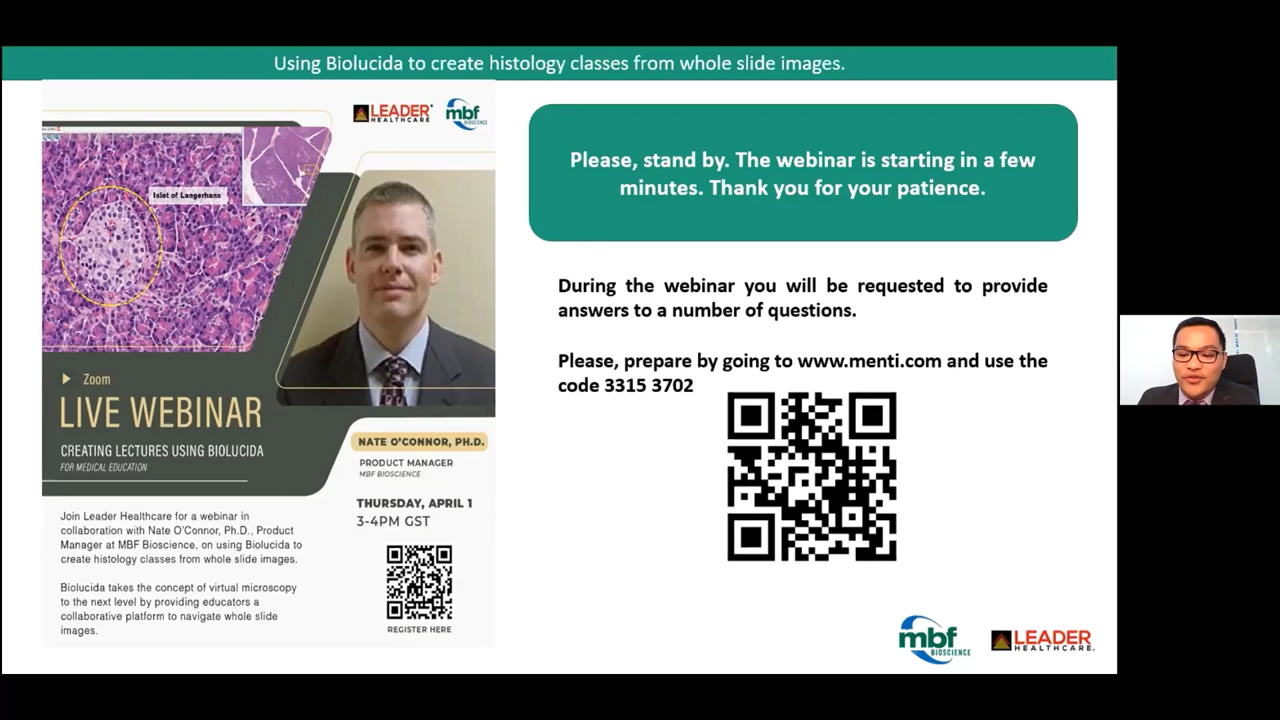 Using Biolucida to create histology classes from whole slide images.
LEADER
HEALTHCARE
mbf
BIOSCIENCE
Islet of Langerhans
Zoom
LIVE WEBINAR
CREATING LECTURES USING BIOLUCIDA
FOR MEDICAL EDUCATION
NATE O'CONNOR, PH.D.
PRODUCT MANAGER
MBF BIOSCIENCE
THURSDAY, APRIL 1
3-4PM GST
REGISTER HERE
Join Leader Healthcare for a webinar in
collaboration with Nate O'Connor, Ph.D., Product
Manager at MBF Bioscience, on using Biolucida to
create histology classes from whole slide images.
Biolucida takes the concept of virtual microscopy
to the next level by providing educators a
collaborative platform to navigate whole slide
images.
Please, stand by. The webinar is starting in a few
minutes. Thank you for your patience.
During the webinar you will be requested to provide
answers to a number of questions.
Please, prepare by going to www.menti.com and use the
code 3315 3702
mbf
BIOSCIENCE
LEADER
HEALTHCARE.